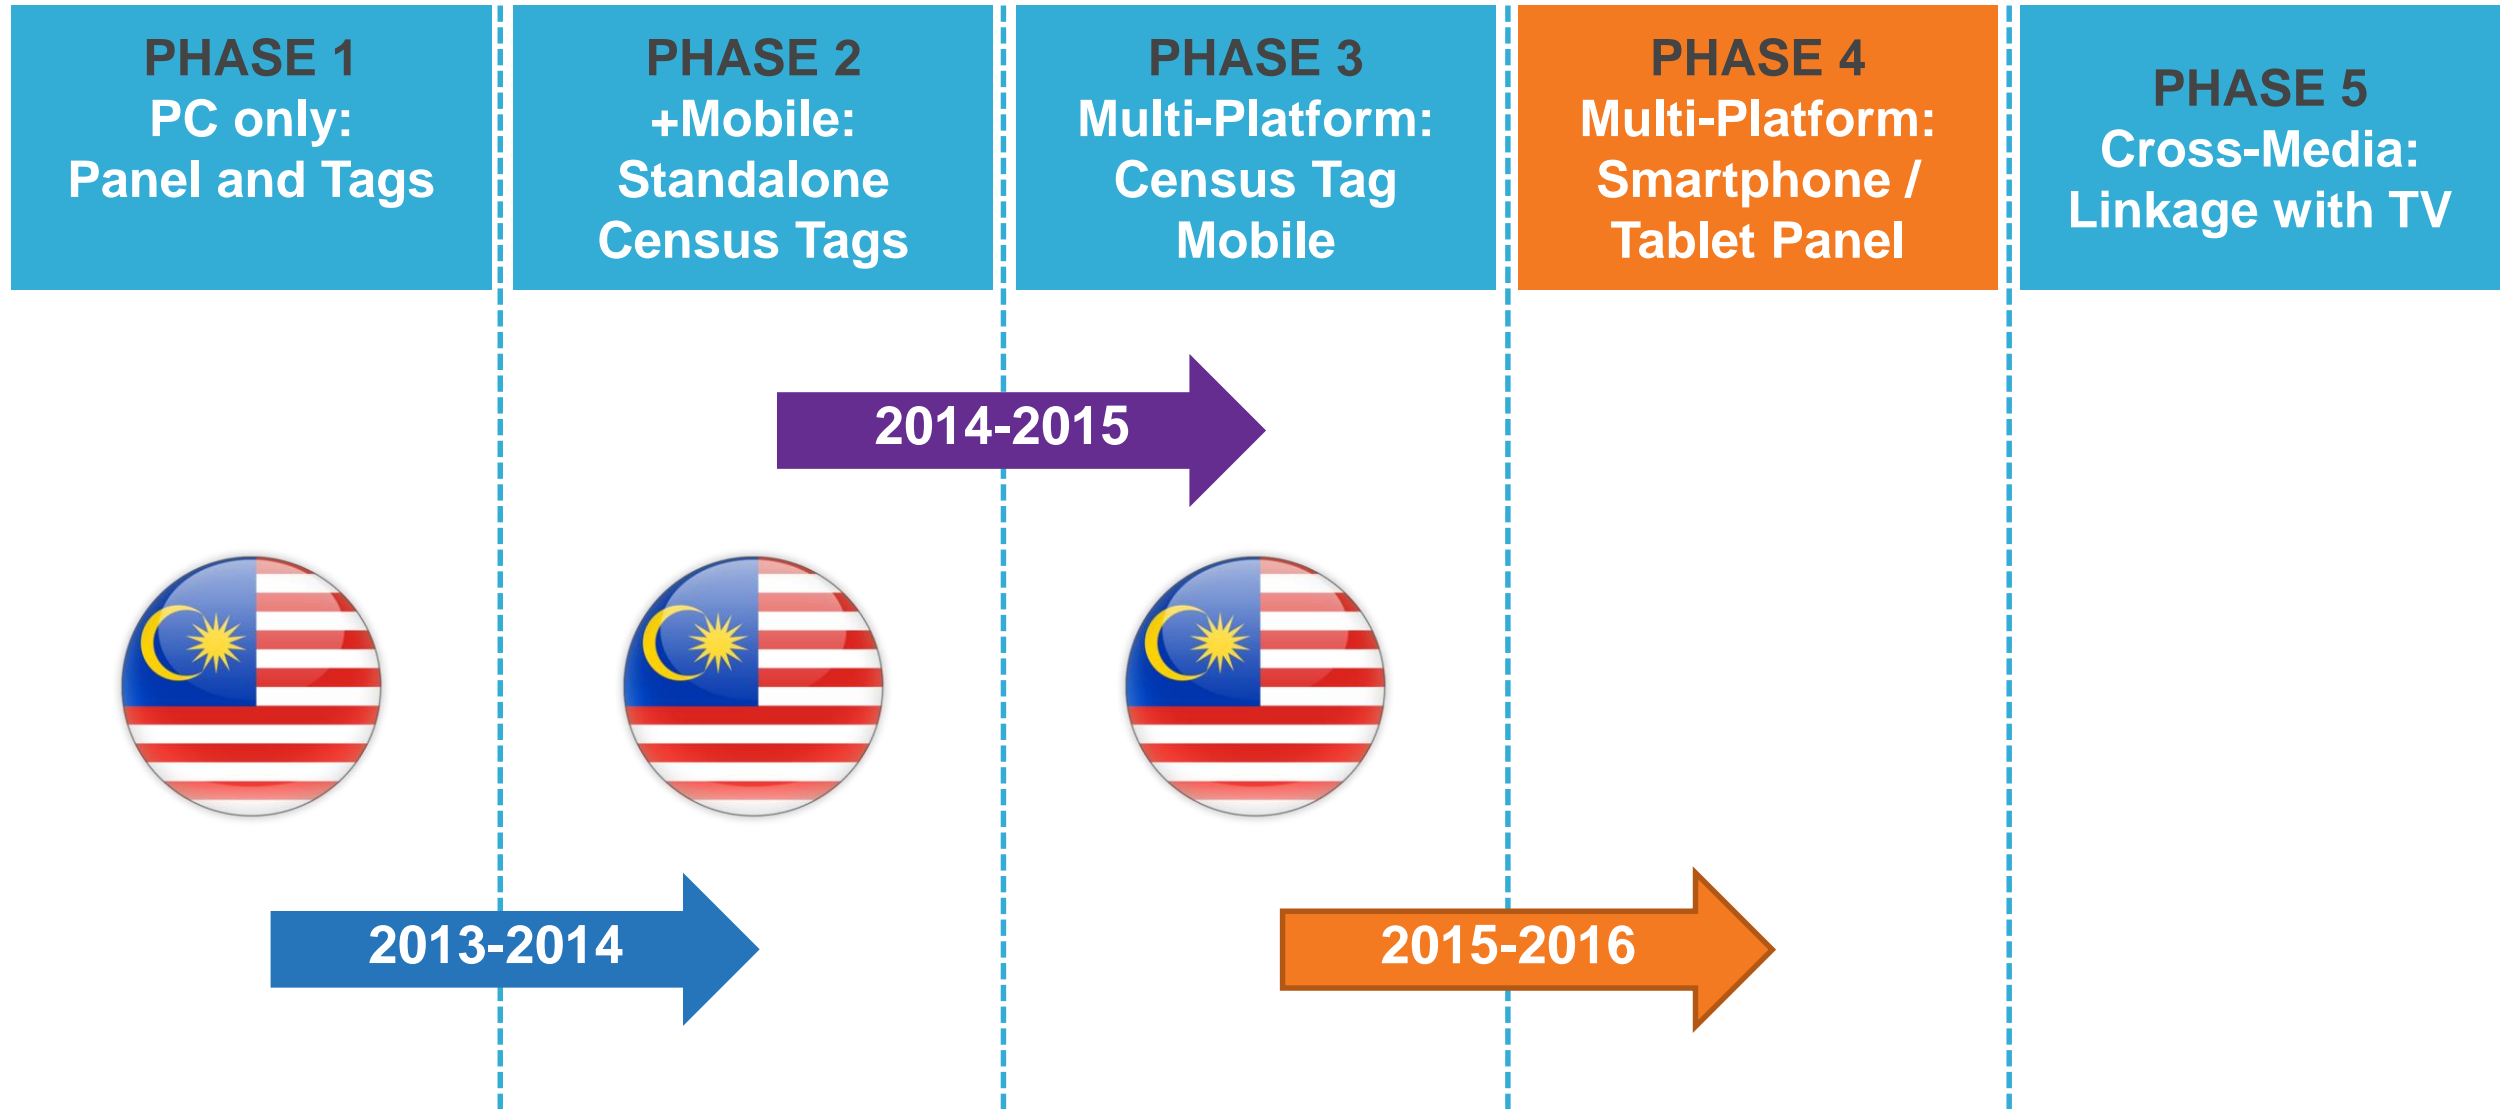 PHASE 1
PC only:
Panel and Tags
PHASE 2
+Mobile:
Standalone
Census Tags
PHASE 3
Multi-Platform:
Census Tag
Mobile
PHASE 4
Multi-Platform:
Smartphone /
Tablet Panel
PHASE 5
Cross-Media:
Linkage with TV
2014-2015
2013-2014
2015-2016